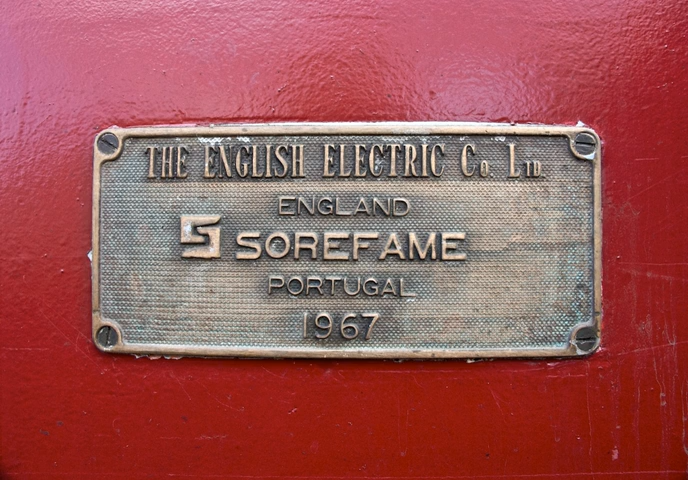 THE ENGLISH ELECTRIC Co. LTD.
ENGLAND
SOREFAME
PORTUGAL
1967